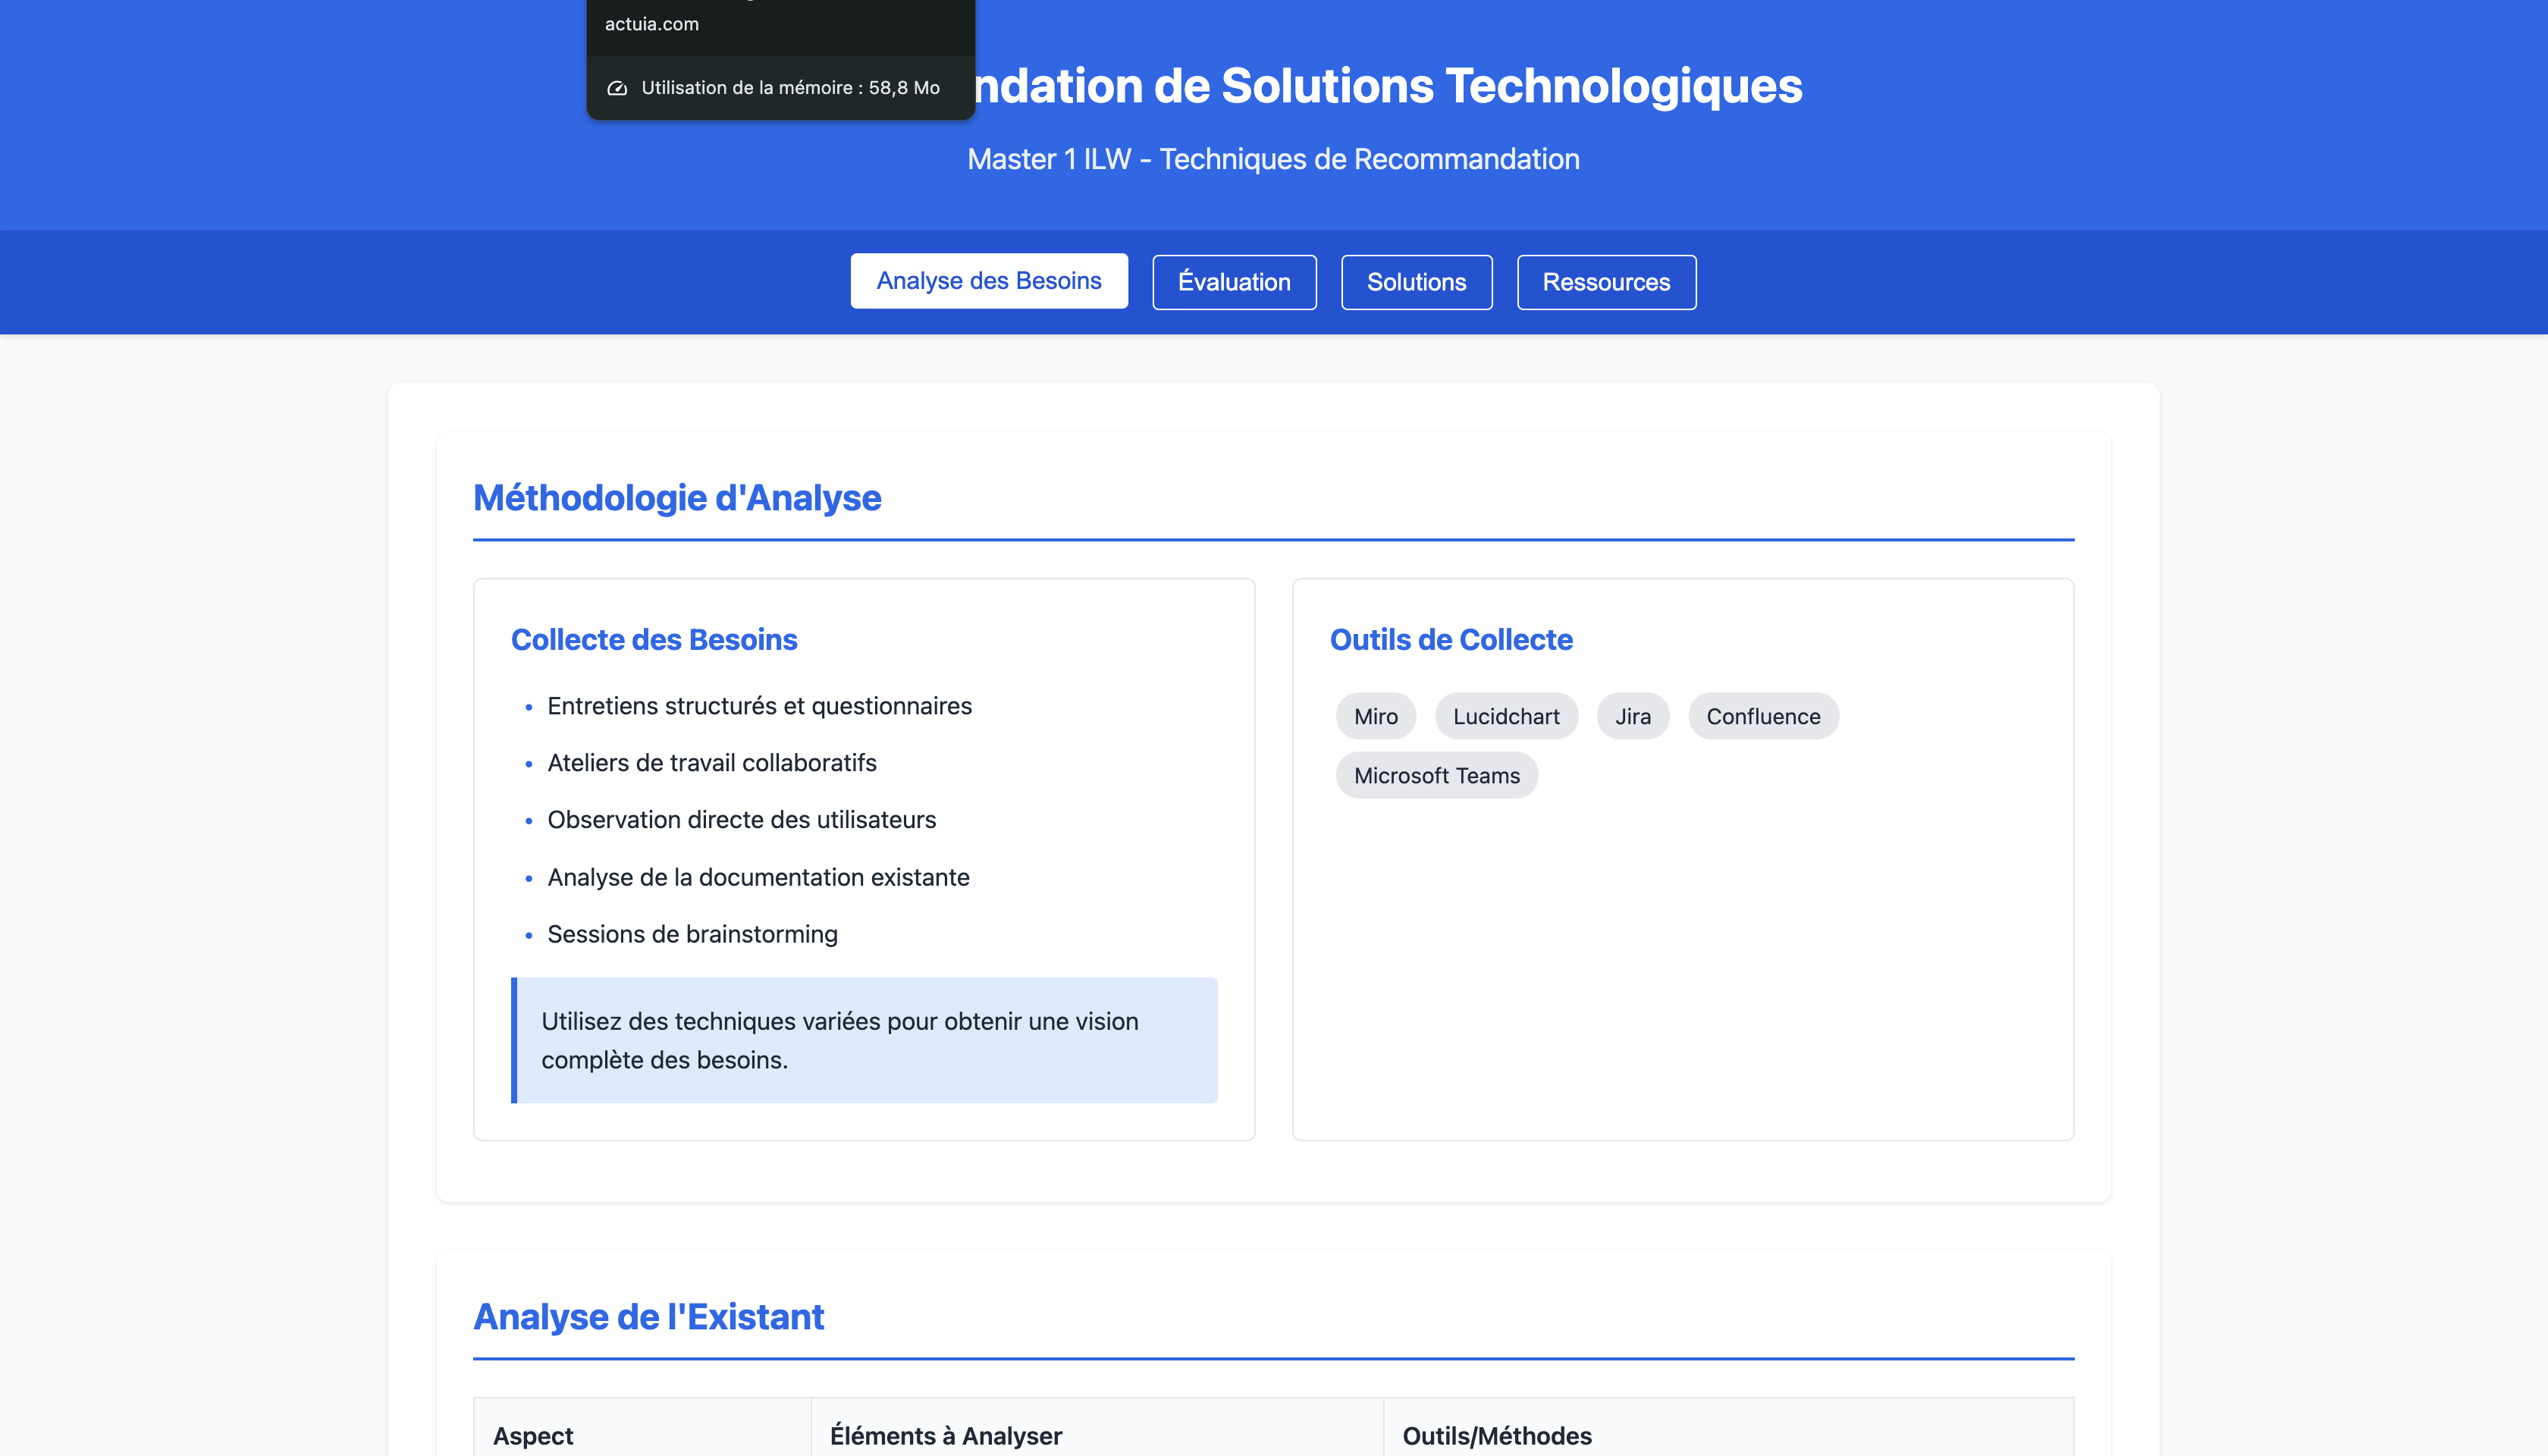 actuia.com
Utilisation de la mémoire : 58,8 Mo
ndation de Solutions Technologiques
Master 1 ILW - Techniques de Recommandation
Analyse des Besoins
Évaluation
Solutions
Ressources
Méthodologie d'Analyse
Collecte des Besoins
• Entretiens structurés et questionnaires
• Ateliers de travail collaboratifs
• Observation directe des utilisateurs
• Analyse de la documentation existante
• Sessions de brainstorming
Utilisez des techniques variées pour obtenir une vision
complète des besoins.
Outils de Collecte
Miro
Lucidchart
Jira
Confluence
Microsoft Teams
Analyse de l'Existant
Aspect
Éléments à Analyser
Outils/Méthodes